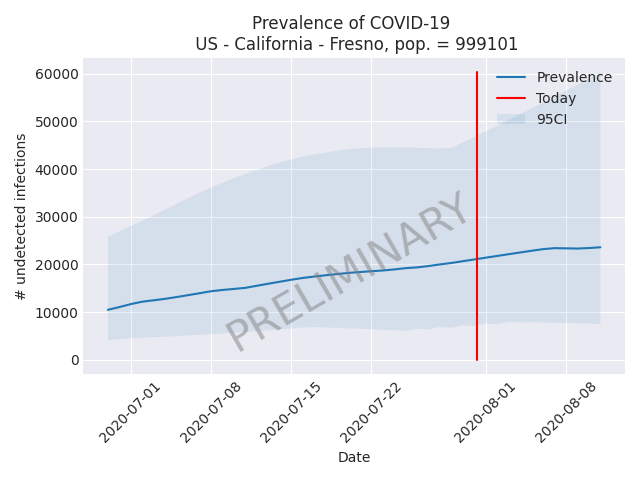 Prevalence of COVID-19
US - California - Fresno, pop. = 999101
# undetected infections
60000
50000
40000
30000
20000
10000
0
Prevalence
Today
95CI
PRELIMINARY
2020-07-01
2020-07-08
2020-07-15
2020-07-22
2020-08-01
2020-08-08
Date